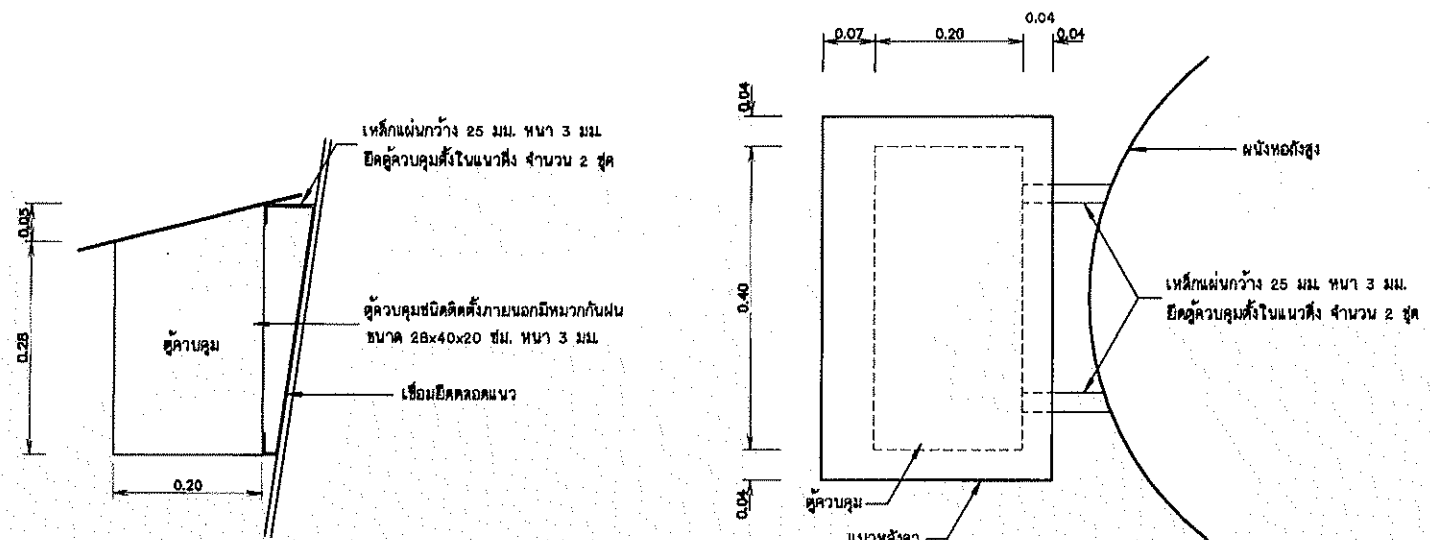 0.04
0.07
0.20
0.04
0.04
เหล็กแผ่นกว้าง 25 มม. หนา 3 มม.
ยึดตู้ควบคุมตั้งในแนวดิ่ง จำนวน 2 ชุด
ผนังหอถังสูง
0.05
0.28
0.40
ตู้ควบคุม
ตู้ควบคุมชนิดติดตั้งภายนอกมีหมวกกันฝน
ขนาด 28x40x20 ซม. หนา 3 มม.
เหล็กแผ่นกว้าง 25 มม. หนา 3 มม.
ยึดตู้ควบคุมตั้งในแนวดิ่ง จำนวน 2 ชุด
เชื่อมยึดตลอดแนว
0.20
0.04
ตู้ควบคุม
แนวหลังคา